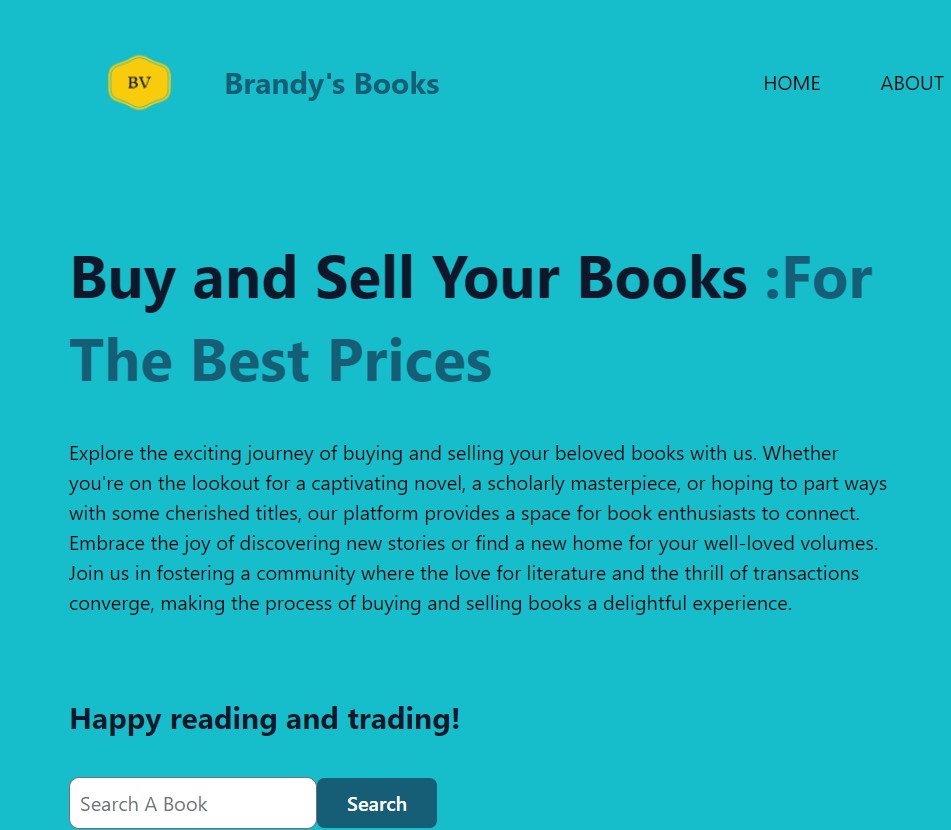 BV
Brandy's Books
HOME
ABOUT
Buy and Sell Your Books :For
The Best Prices
Explore the exciting journey of buying and selling your beloved books with us. Whether
you're on the lookout for a captivating novel, a scholarly masterpiece, or hoping to part ways
with some cherished titles, our platform provides a space for book enthusiasts to connect.
Embrace the joy of discovering new stories or find a new home for your well-loved volumes.
Join us in fostering a community where the love for literature and the thrill of transactions
converge, making the process of buying and selling books a delightful experience.
Happy reading and trading!
Search A Book
Search